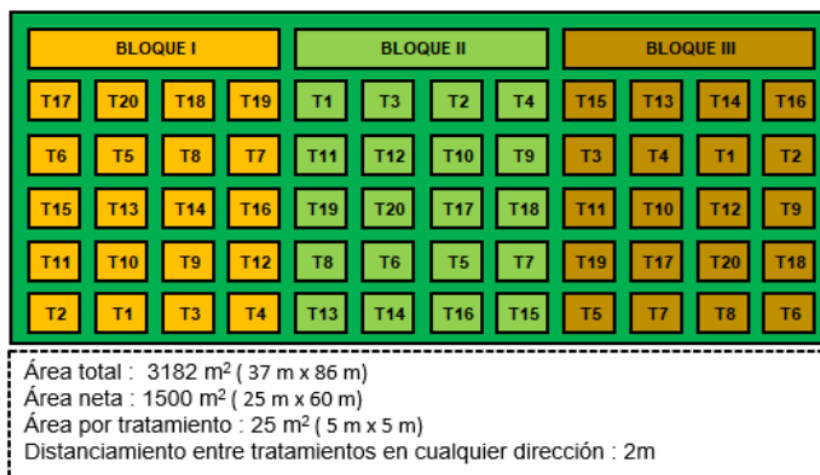 BLOQUE I BLOQUE II BLOQUE III
T17 T20 T18 T19 T1 T3 T2 T4 T15 T13 T14 T16
T6 T5 T8 T7 T11 T12 T10 T9 T3 T4 T1 T2
T15 T13 T14 T16 T19 T20 T17 T18 T11 T10 T12 T9
T11 T10 T9 T12 T8 T6 T5 T7 T19 T17 T20 T18
T2 T1 T3 T4 T13 T14 T16 T15 T5 T7 T8 T6
Área total : 3182 m² ( 37 m x 86 m)
Área neta : 1500 m² ( 25 m x 60 m)
Área por tratamiento : 25 m² ( 5 m x 5 m)
Distanciamiento entre tratamientos en cualquier dirección : 2m